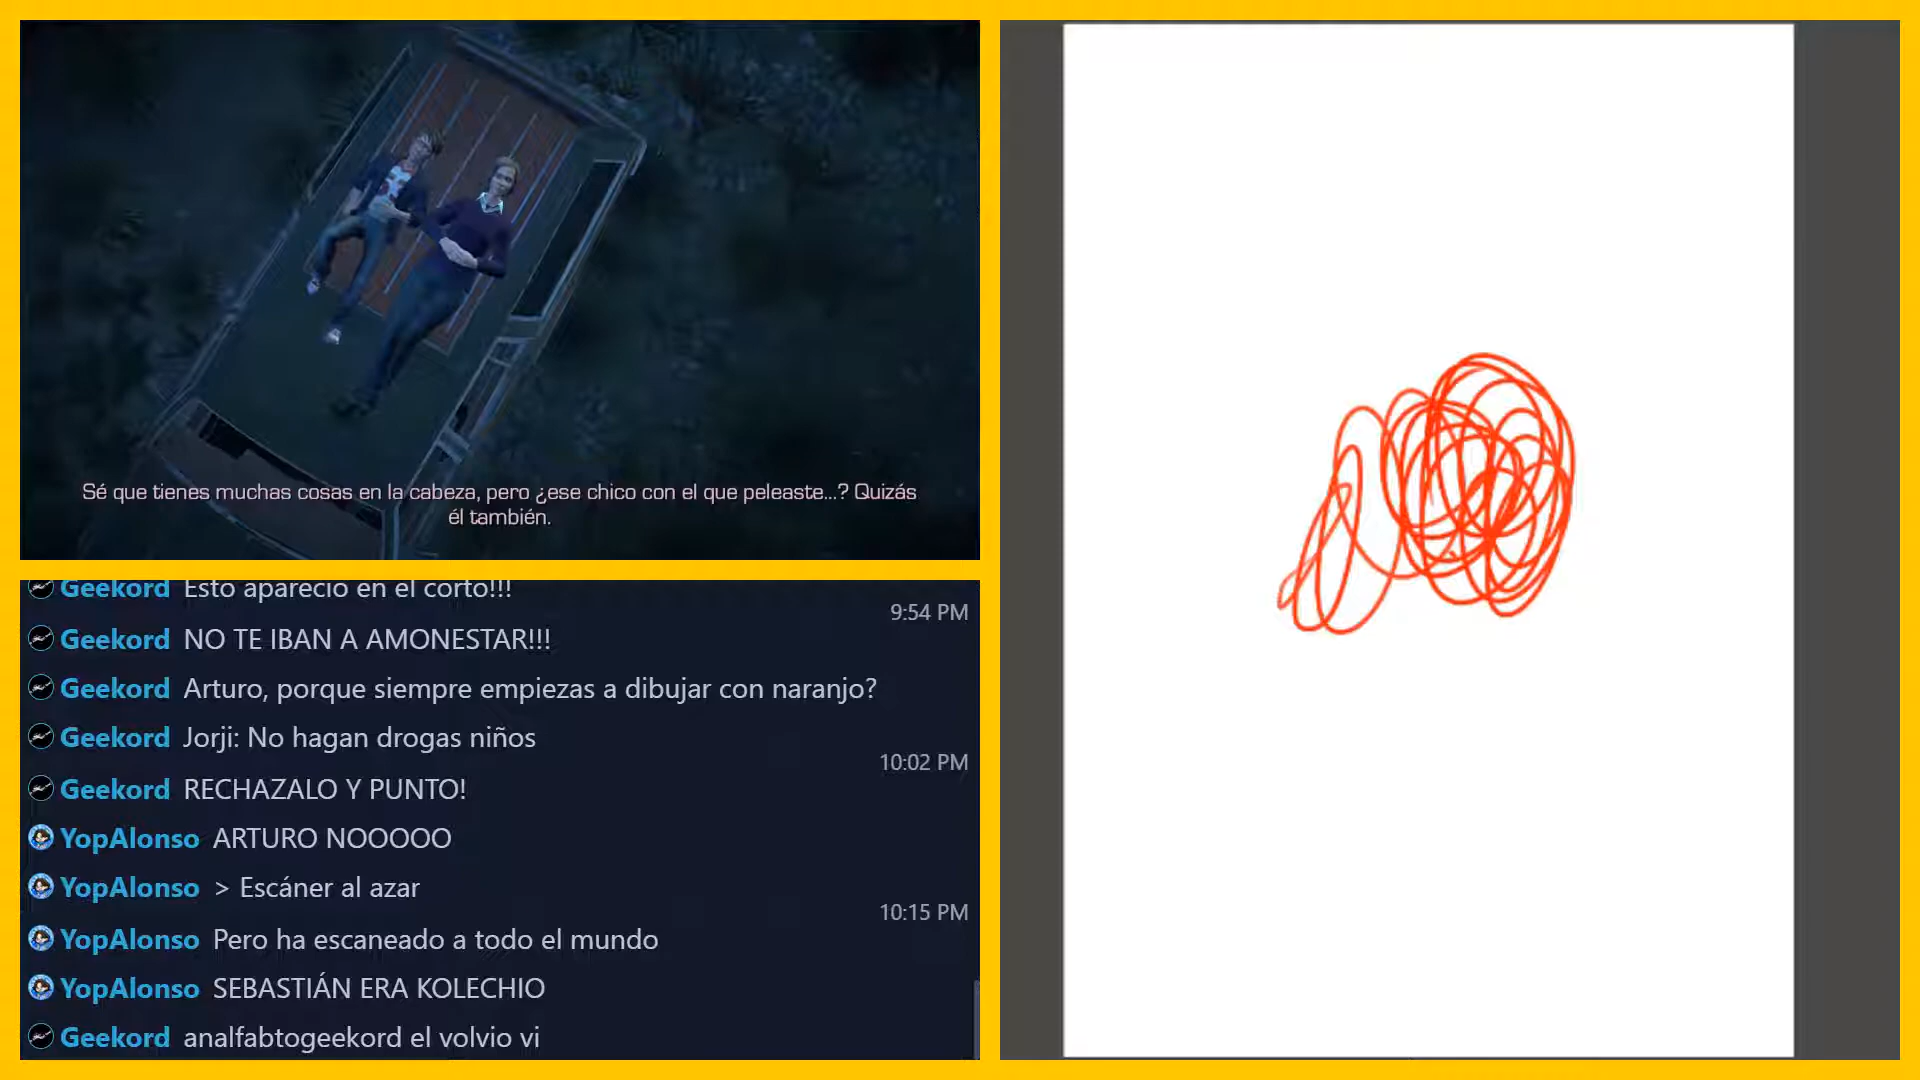 Sé que tienes muchas cosas en la cabeza, pero ¿ese chico con el que peleaste...? Quizás
él también.
Geekord Esto aparecio en el corto!!!
9:54 PM
Geekord NO TE IBAN A AMONESTAR!!!
Geekord Arturo, porque siempre empiezas a dibujar con naranjo?
Geekord Jorji: No hagan drogas niños
10:02 PM
Geekord RECHAZALO Y PUNTO!
YopAlonso ARTURO NOOOOO
YopAlonso > Escáner al azar
10:15 PM
YopAlonso Pero ha escaneado a todo el mundo
YopAlonso SEBASTIÁN ERA KOLECHIO
Geekord analfabtogeekord el volvio vi